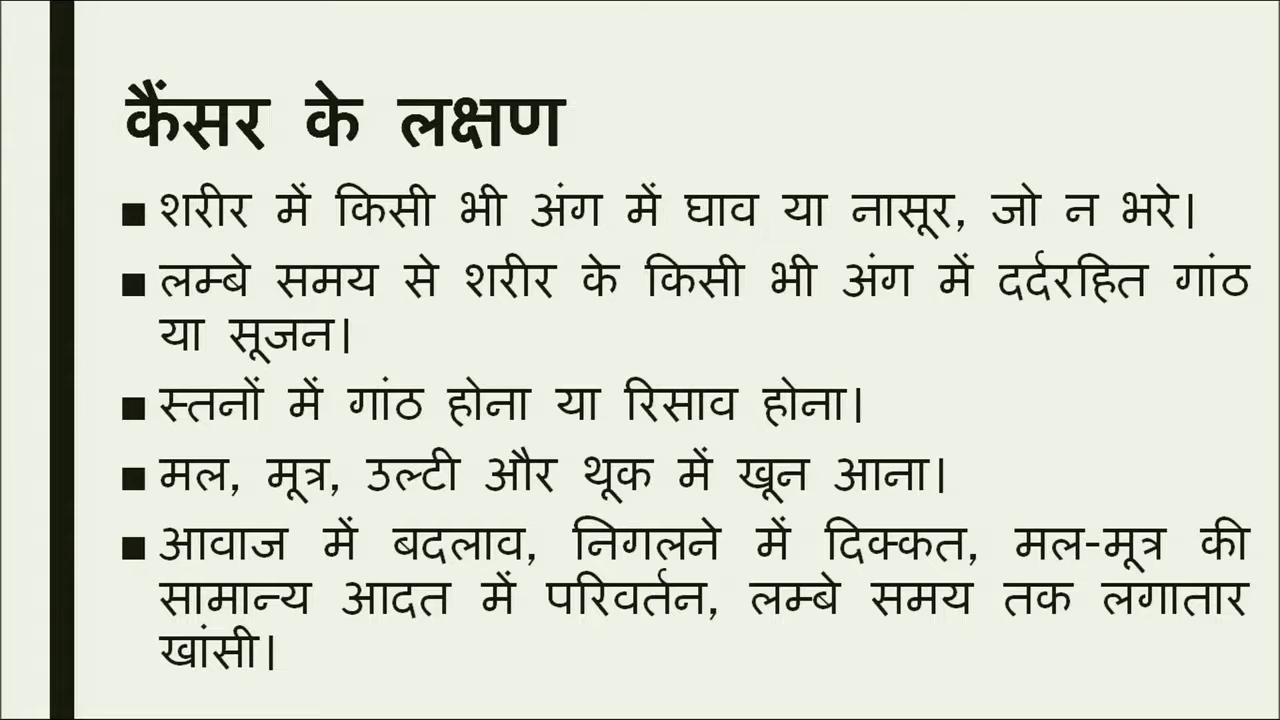 कैंसर के लक्षण
■ शरीर में किसी भी अंग में घाव या नासूर, जो न भरे।
■ लम्बे समय से शरीर के किसी भी अंग में दर्दरहित गांठ
या सूजन।
■ स्तनों में गांठ होना या रिसाव होना।
■ मल, मूत्र, उल्टी और थूक में खून आना।
■ आवाज में बदलाव, निगलने में दिक्कत, मल-मूत्र की
सामान्य आदत में परिवर्तन, लम्बे समय तक लगातार
खांसी।